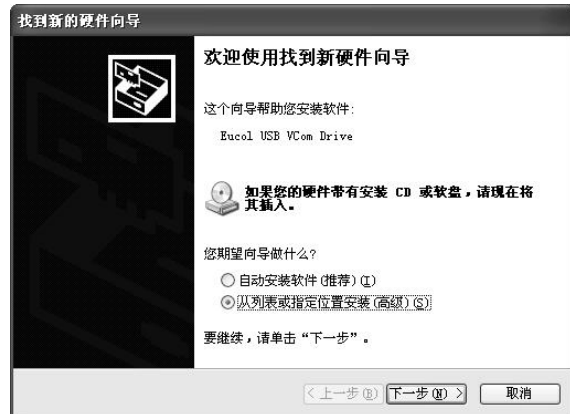 找到新的硬件向导
欢迎使用找到新硬件向导
这个向导帮助您安装软件:
Eucol USB VCom Drive
如果您的硬件带有安装 CD 或软盘，请现在将
其插入。
您期望向导做什么?
自动安装软件(推荐)(I)
从列表或指定位置安装(高级)(S)
要继续，请单击“下一步”。
<上一步(B) 下一步(N)> 取消